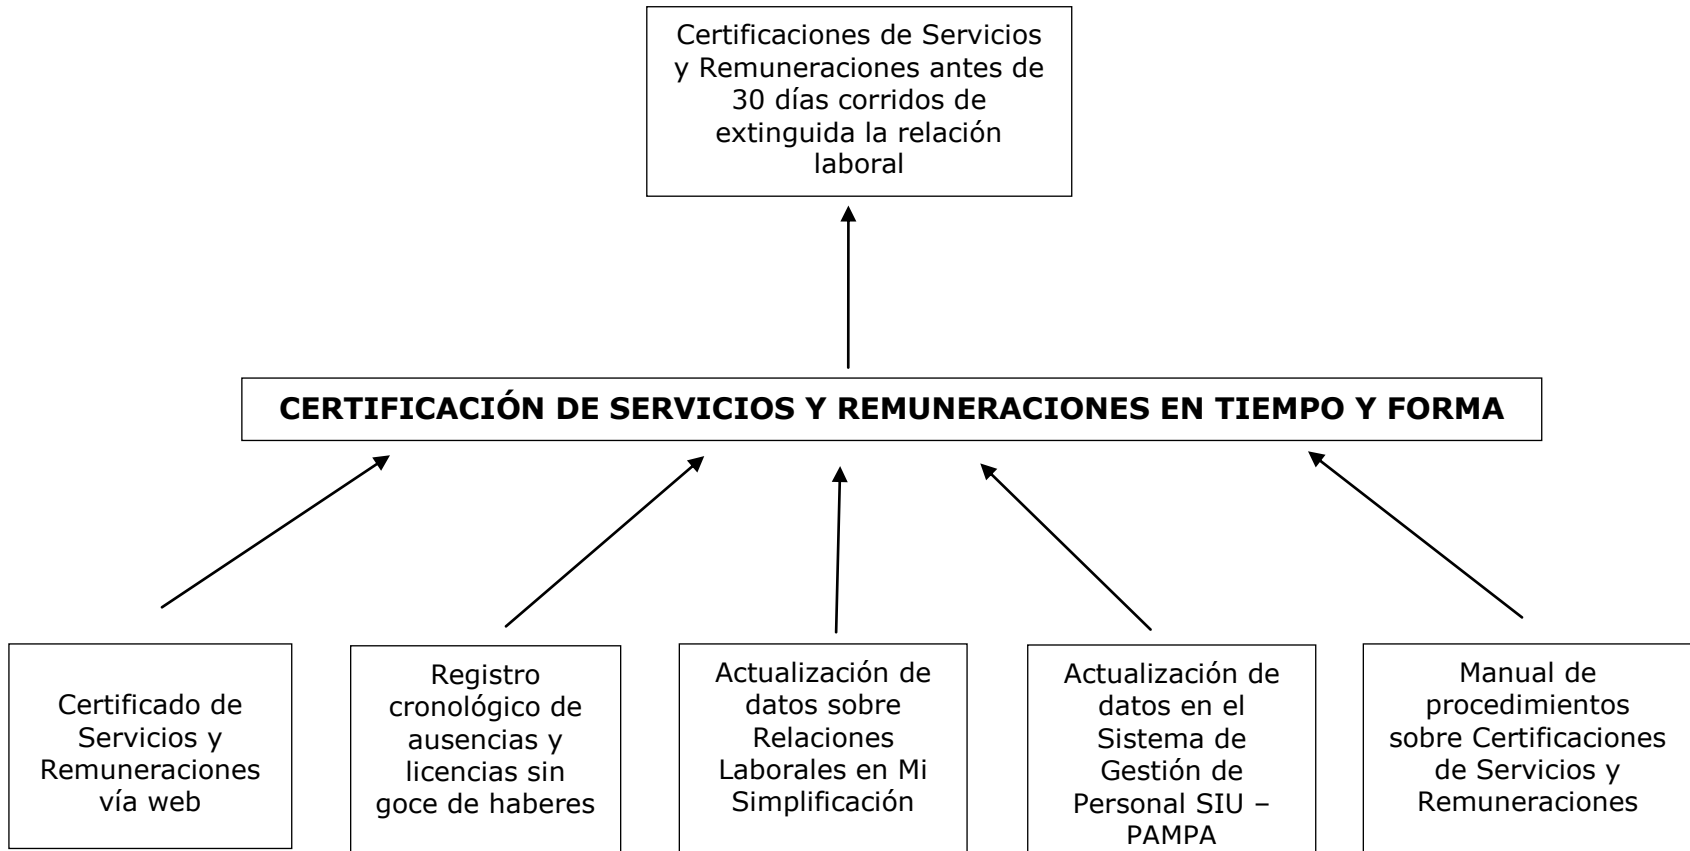 Certificaciones de Servicios
y Remuneraciones antes de
30 días corridos de
extinguida la relación
laboral
CERTIFICACIÓN DE SERVICIOS Y REMUNERACIONES EN TIEMPO Y FORMA
Certificado de
Servicios y
Remuneraciones
vía web
Registro
cronológico de
ausencias y
licencias sin
goce de haberes
Actualización de
datos sobre
Relaciones
Laborales en Mi
Simplificación
Actualización de
datos en el
Sistema de
Gestión de
Personal SIU –
PAMPA
Manual de
procedimientos
sobre Certificaciones
de Servicios y
Remuneraciones